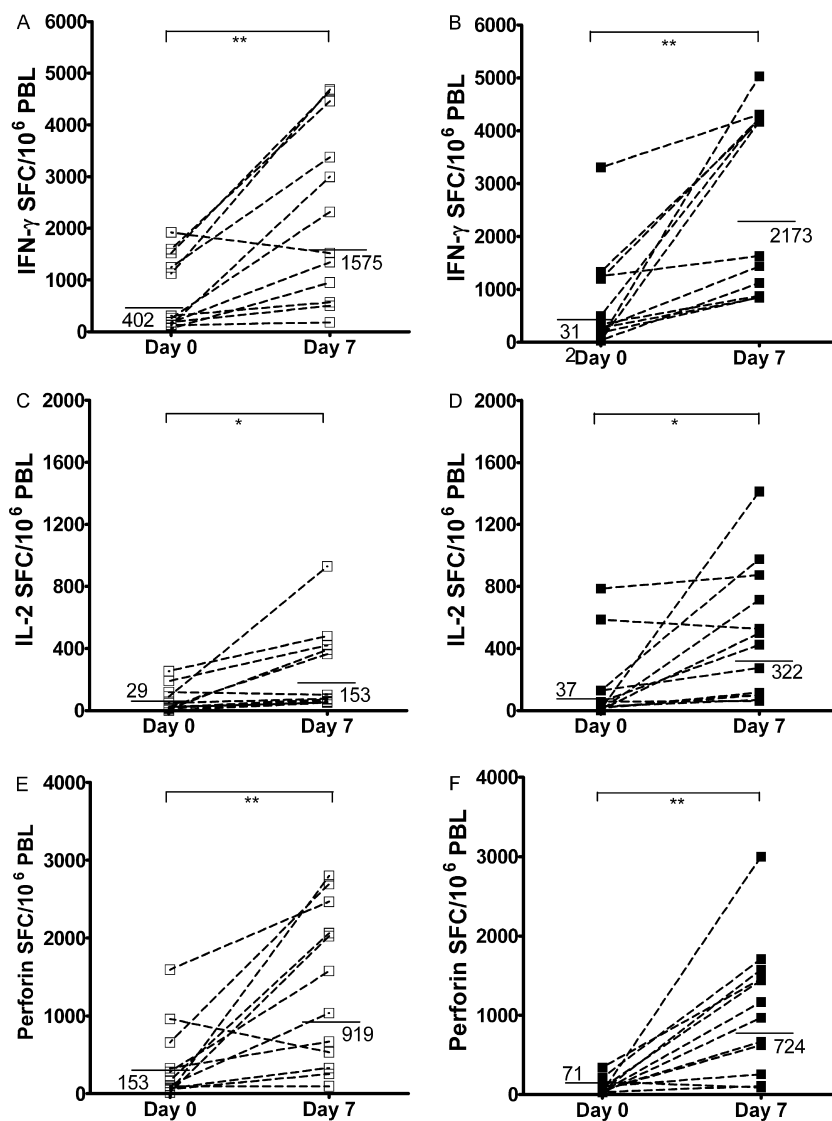 A
IFN-γ SFC/10⁶ PBL
6000
5000
4000
3000
2000
1000
0
**
402
1575
Day 0
Day 7
B
IFN-γ SFC/10⁶ PBL
6000
5000
4000
3000
2000
1000
0
**
31
2
2173
Day 0
Day 7
C
IL-2 SFC/10⁶ PBL
2000
1600
1200
800
400
0
*
29
153
Day 0
Day 7
D
IL-2 SFC/10⁶ PBL
2000
1600
1200
800
400
0
*
37
322
Day 0
Day 7
E
Perforin SFC/10⁶ PBL
4000
3000
2000
1000
0
**
153
919
Day 0
Day 7
F
Perforin SFC/10⁶ PBL
4000
3000
2000
1000
0
**
71
724
Day 0
Day 7